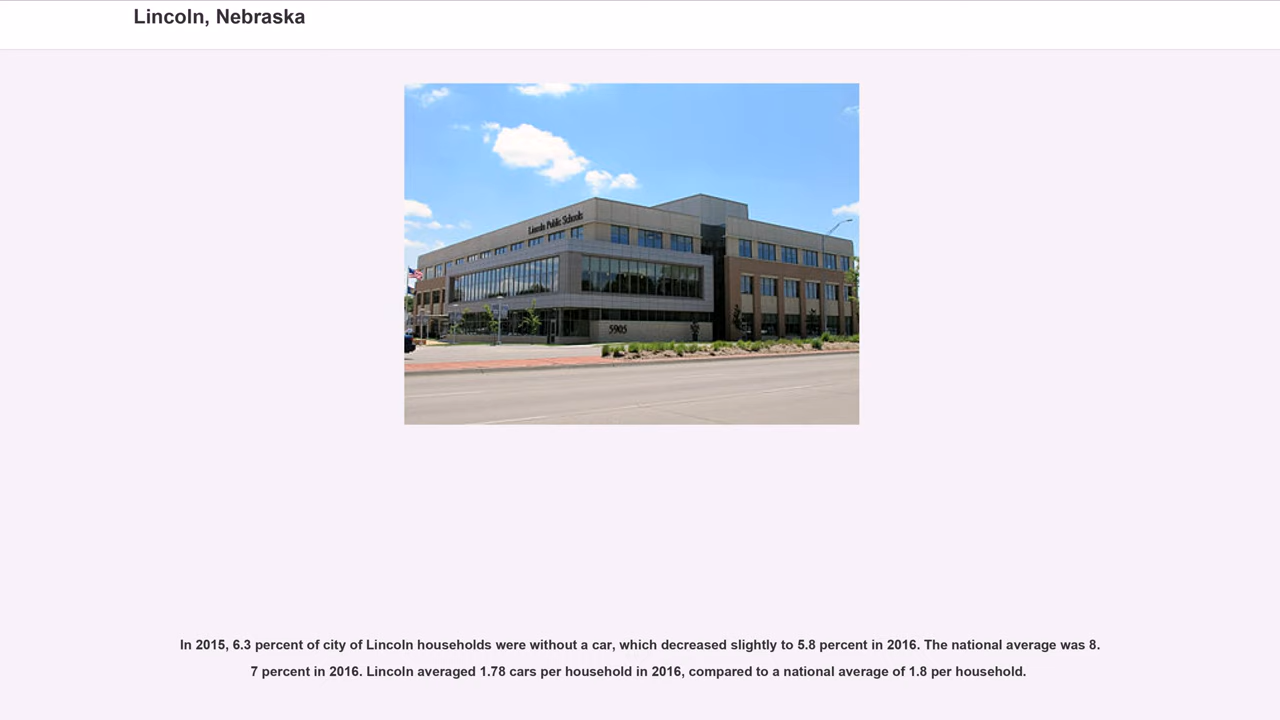 Lincoln, Nebraska
Lincoln Public Schools
5905
In 2015, 6.3 percent of city of Lincoln households were without a car, which decreased slightly to 5.8 percent in 2016. The national average was 8.
7 percent in 2016. Lincoln averaged 1.78 cars per household in 2016, compared to a national average of 1.8 per household.